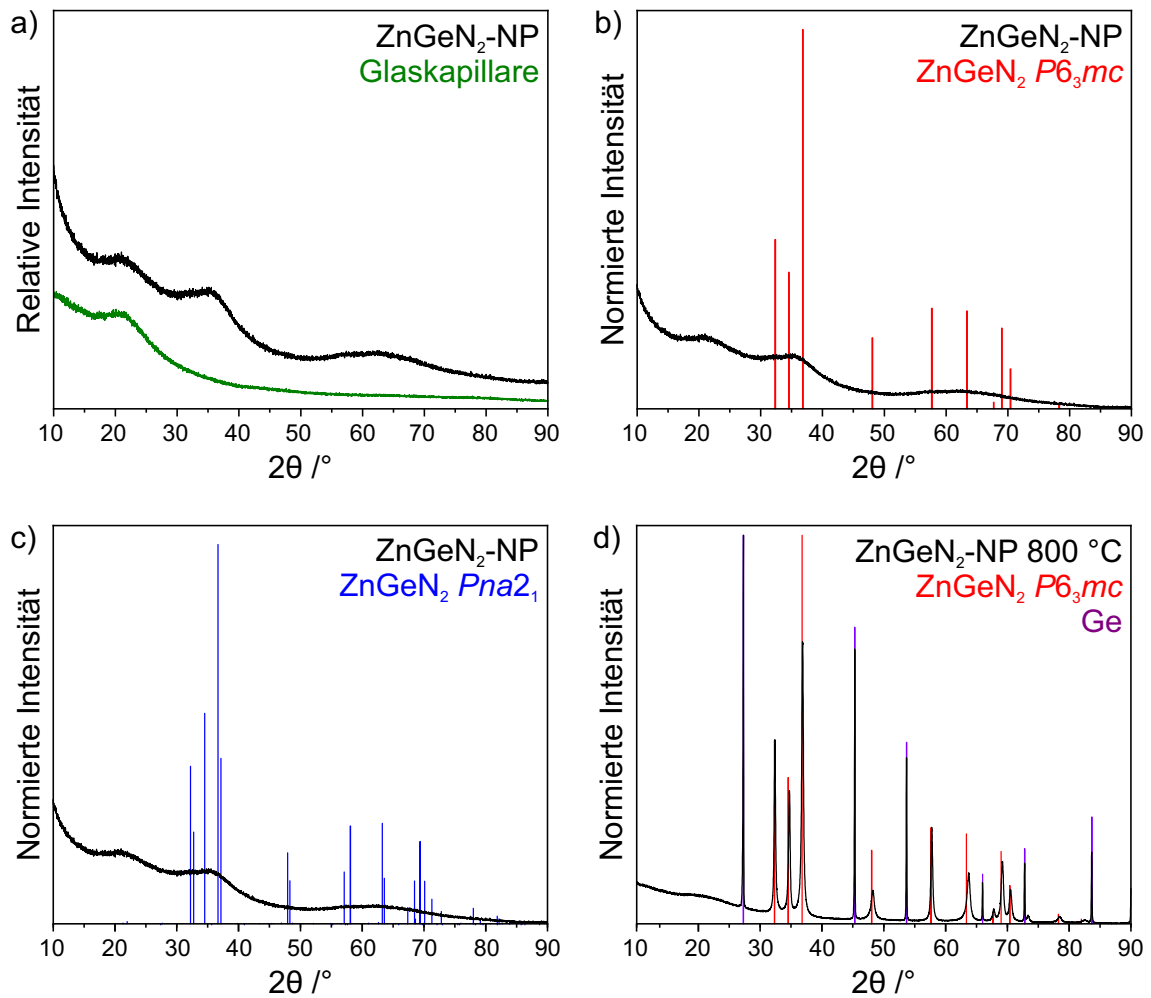 a)
ZnGeN₂-NP
Glaskapillare
Relative Intensität
10 20 30 40 50 60 70 80 90
2θ /°
b)
ZnGeN₂-NP
ZnGeN₂ P6₃mc
Normierte Intensität
10 20 30 40 50 60 70 80 90
2θ /°
c)
ZnGeN₂-NP
ZnGeN₂ Pna2₁
Normierte Intensität
10 20 30 40 50 60 70 80 90
2θ /°
d)
ZnGeN₂-NP 800 °C
ZnGeN₂ P6₃mc
Ge
Normierte Intensität
10 20 30 40 50 60 70 80 90
2θ /°